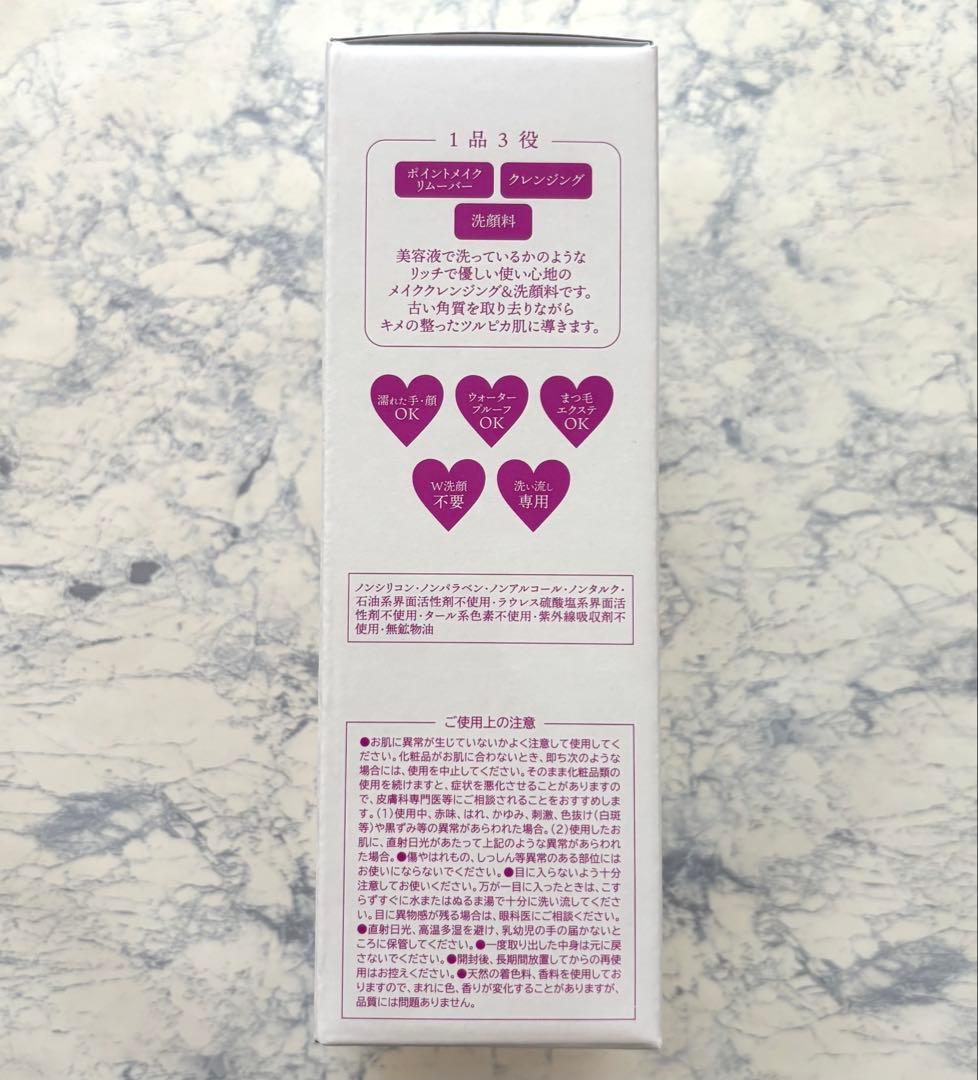 1品3役
ポイントメイク
リムーバー
クレンジング
洗顔料
美容液で洗っているかのような
リッチで優しい使い心地の
メイククレンジング&洗顔料です。
古い角質を取り去りながら
キメの整ったツルピカ肌に導きます。
濡れた手・顔
OK
ウォーター
プルーフ
OK
まつ毛
エクステ
OK
W洗顔
不要
洗い流し
専用
ノンシリコン・ノンパラベン・ノンアルコール・ノンタルク・
石油系界面活性剤不使用・ラウレス硫酸塩系界面活
性剤不使用・タール系色素不使用・紫外線吸収剤不
使用・無鉱物油
ご使用上の注意
●お肌に異常が生じていないかよく注意して使用してく
ださい。化粧品がお肌に合わないとき、即ち次のような
場合には、使用を中止してください。そのまま化粧品類の
使用を続けますと、症状を悪化させることがありますの
で、皮膚科専門医等にご相談されることをおすすめしま
す。(1)使用中、赤味、はれ、かゆみ、刺激、色抜け(白斑
等)や黒ずみ等の異常があらわれた場合。(2)使用したお
肌に、直射日光があたって上記のような異常があらわれ
た場合。●傷やはれもの、しっしん等異常のある部位には
お使いにならないでください。●目に入らないよう十分
注意してお使いください。万が一目に入ったときは、こす
らずすぐに水またはぬるま湯で十分に洗い流してくださ
い。目に異物感が残る場合は、眼科医にご相談ください。
●直射日光、高温多湿を避け、乳幼児の手の届かないと
ころに保管してください。●一度取り出した中身は元に戻
さないでください。●開封後、長期間放置してからの再使
用はお控えください。●天然の着色料、香料を使用してお
りますので、まれに色、香りが変化することがありますが、
品質には問題ありません。